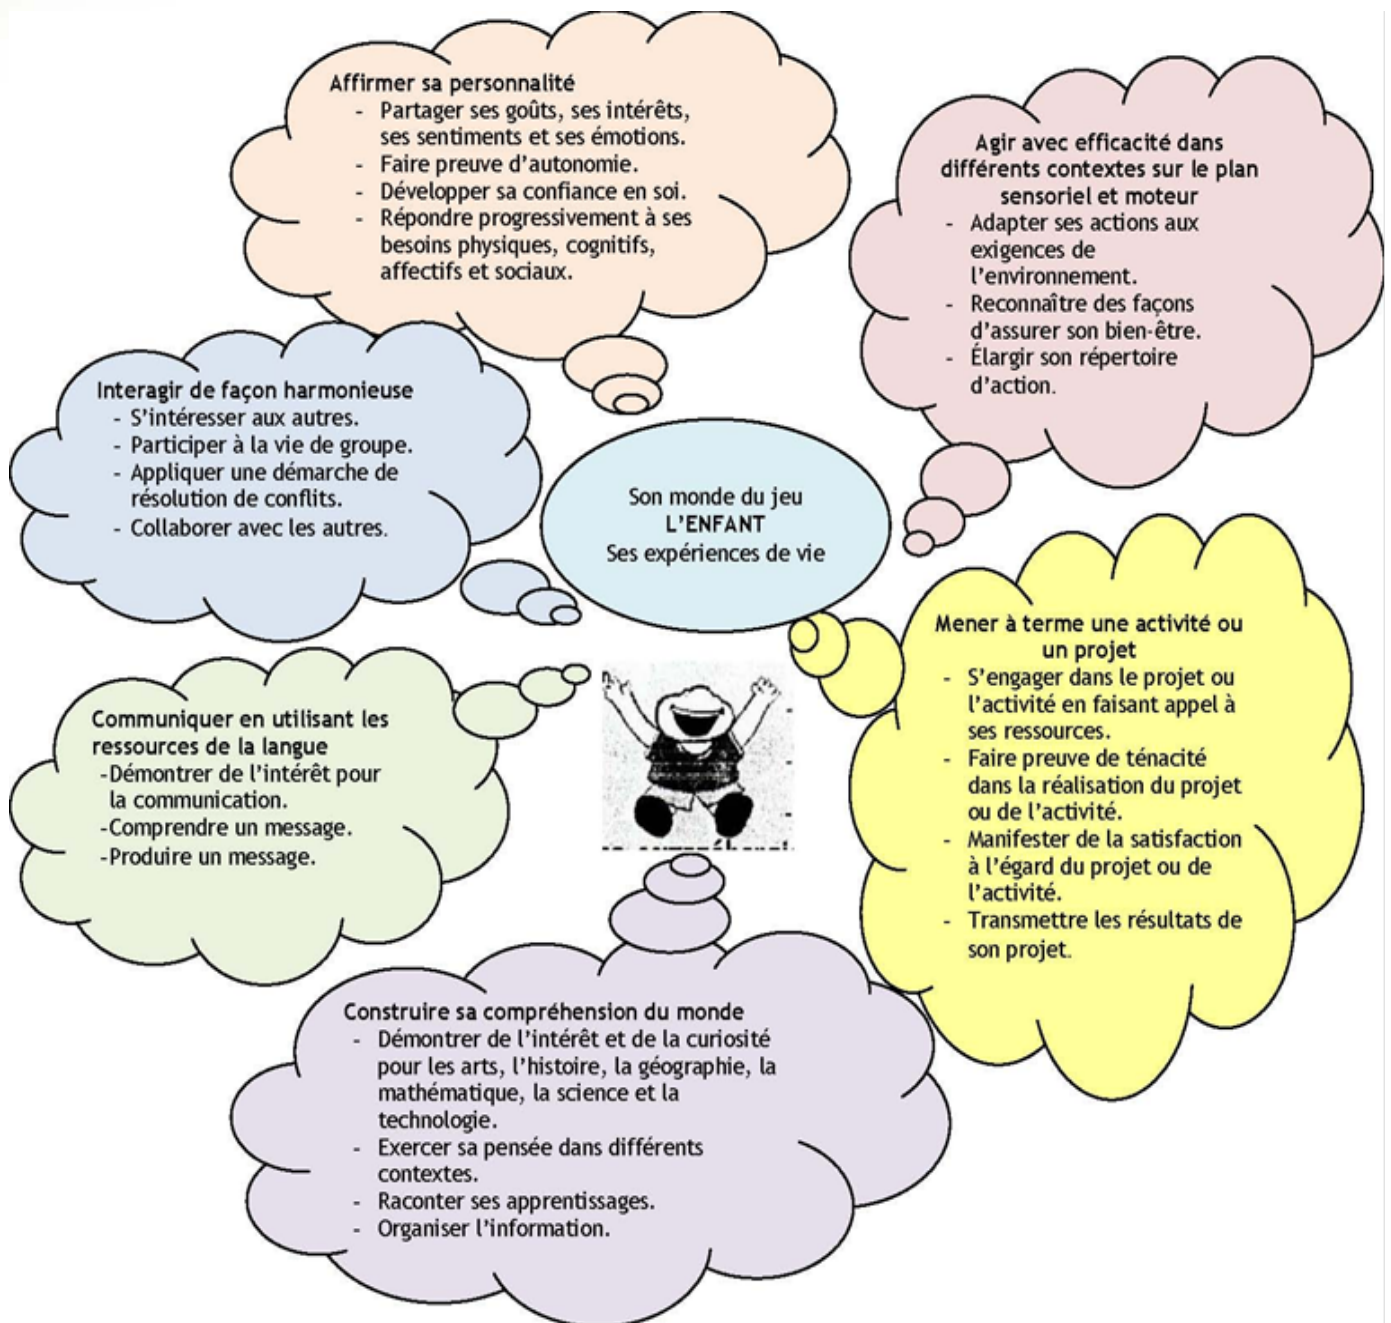 Affirmer sa personnalité
- Partager ses goûts, ses intérêts,
ses sentiments et ses émotions.
- Faire preuve d'autonomie.
- Développer sa confiance en soi.
- Répondre progressivement à ses
besoins physiques, cognitifs,
affectifs et sociaux.
Agir avec efficacité dans
différents contextes sur le plan
sensoriel et moteur
- Adapter ses actions aux
exigences de
l'environnement.
- Reconnaître des façons
d'assurer son bien-être.
- Élargir son répertoire
d'action.
Interagir de façon harmonieuse
- S'intéresser aux autres.
- Participer à la vie de groupe.
- Appliquer une démarche de
résolution de conflits.
- Collaborer avec les autres.
Son monde du jeu
L'ENFANT
Ses expériences de vie
Mener à terme une activité ou
un projet
- S'engager dans le projet ou
l'activité en faisant appel à
ses ressources.
- Faire preuve de ténacité
dans la réalisation du projet
ou de l'activité.
- Manifester de la satisfaction
à l'égard du projet ou de
l'activité.
- Transmettre les résultats de
son projet.
Communiquer en utilisant les
ressources de la langue
-Démontrer de l'intérêt pour
la communication.
-Comprendre un message.
-Produire un message.
Construire sa compréhension du monde
- Démontrer de l'intérêt et de la curiosité
pour les arts, l'histoire, la géographie, la
mathématique, la science et la
technologie.
- Exercer sa pensée dans différents
contextes.
- Raconter ses apprentissages.
- Organiser l'information.